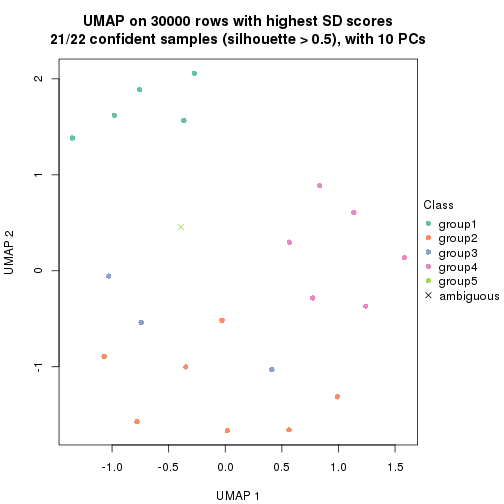 UMAP on 30000 rows with highest SD scores
21/22 confident samples (silhouette > 0.5), with 10 PCs
2
1
0
-1
UMAP 2
-1.0 -0.5 0.0 0.5 1.0 1.5
UMAP 1
Class
group1
group2
group3
group4
group5
ambiguous